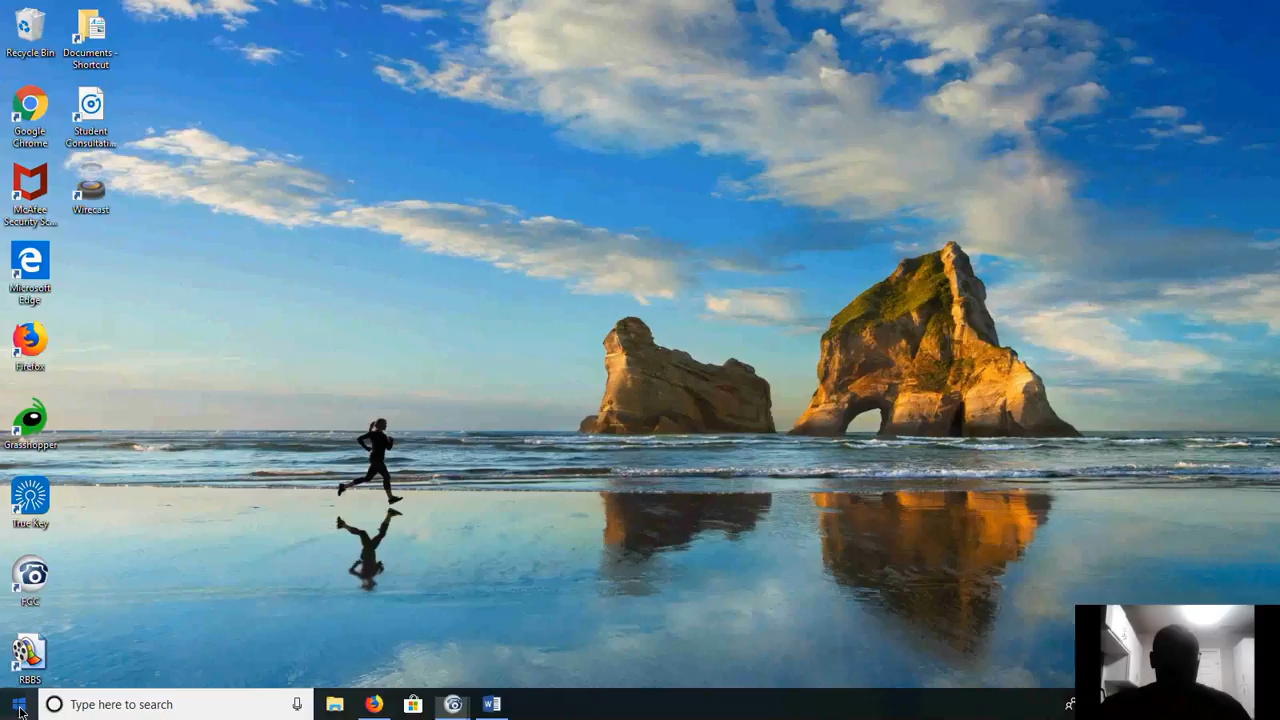 Recycle Bin
Documents -
Shortcut
Google
Chrome
Student
Consultati...
McAfee
Security Sc...
Wirecast
Microsoft
Edge
Firefox
Grasshopper
True Key
FCC
RBBS
Type here to search